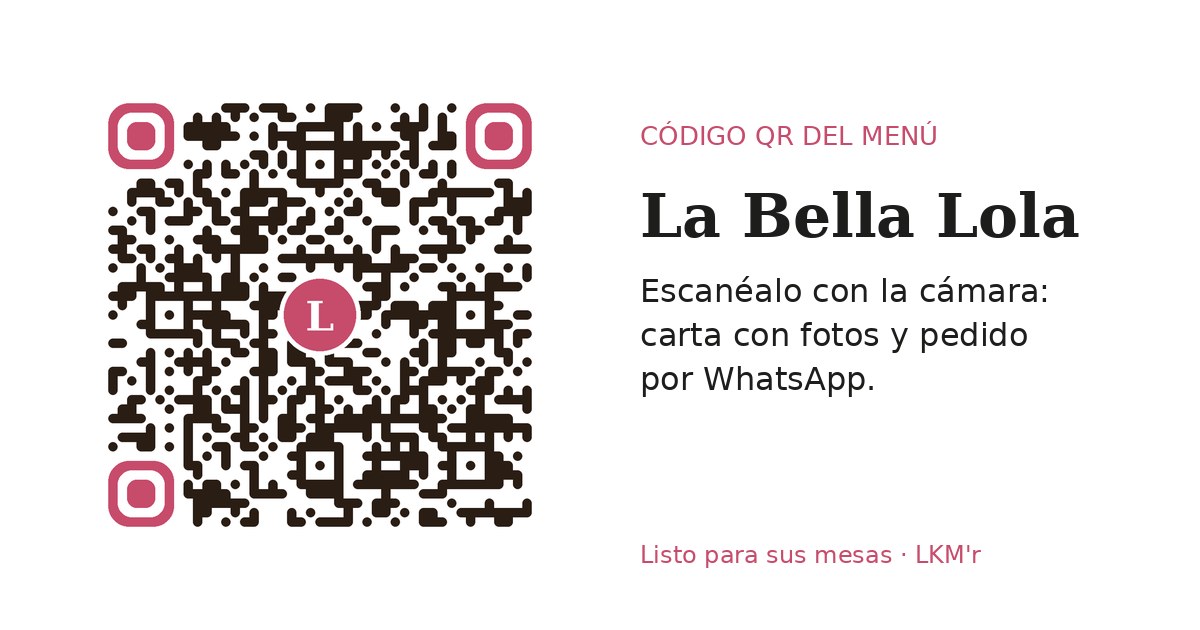 L
CÓDIGO QR DEL MENÚ
La Bella Lola
Escanéalo con la cámara:
carta con fotos y pedido
por WhatsApp.
Listo para sus mesas · LKM'r